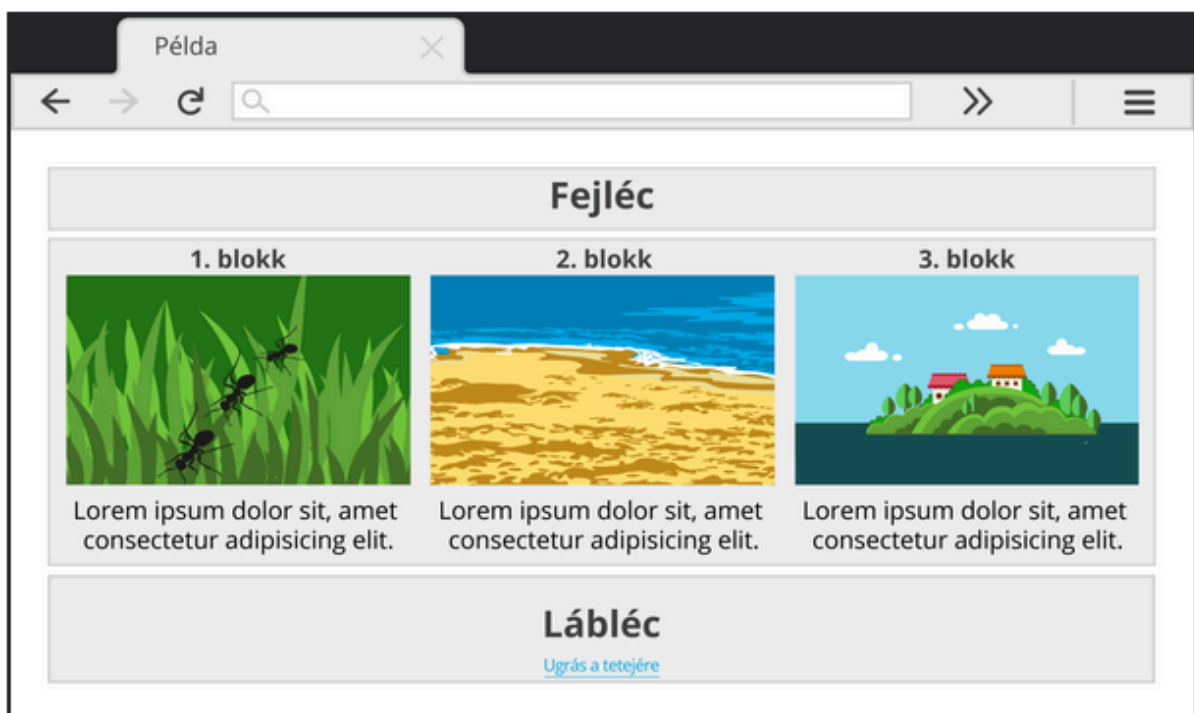 Példa
Fejléc
1. blokk
2. blokk
3. blokk
Lorem ipsum dolor sit, amet
consectetur adipisicing elit.
Lorem ipsum dolor sit, amet
consectetur adipisicing elit.
Lorem ipsum dolor sit, amet
consectetur adipisicing elit.
Lábléc
Ugrás a tetejére